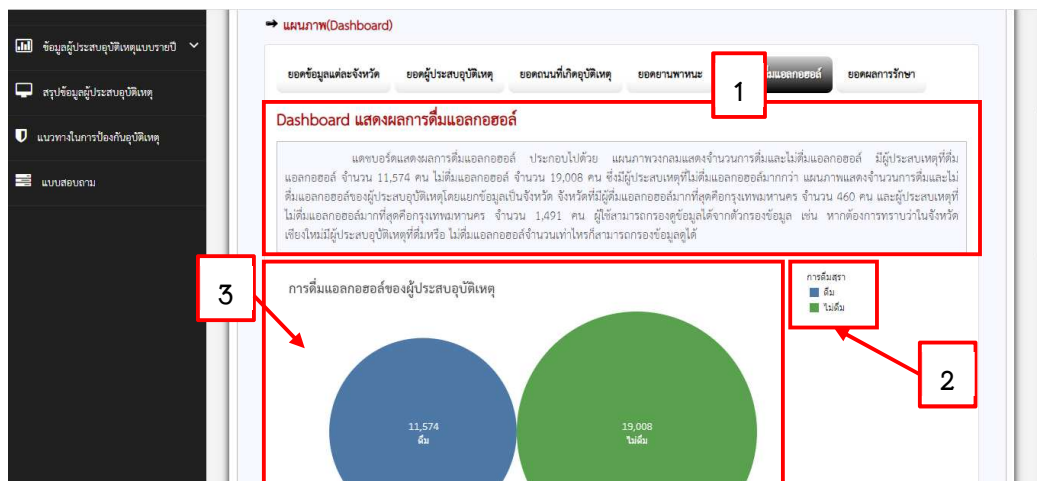 ข้อมูลผู้ประสบอุบัติเหตุแบบรายปี
สรุปข้อมูลผู้ประสบอุบัติเหตุ
แนวทางในการป้องกันอุบัติเหตุ
แบบสอบถาม
แผนภาพ(Dashboard)
ยอดข้อมูลแต่ละจังหวัด ยอดผู้ประสบอุบัติเหตุ ยอดถนนที่เกิดอุบัติเหตุ ยอดยานพาหนะ ยอดผลการรักษา
1
Dashboard แสดงผลการดื่มแอลกอฮอล์
แดชบอร์ดแสดงผลการดื่มแอลกอฮอล์ ประกอบไปด้วย แผนภาพวงกลมแสดงจำนวนการดื่มและไม่ดื่มแอลกอฮอล์ มีผู้ประสบเหตุที่ดื่ม
แอลกอฮอล์ จำนวน 11,574 คน ไม่ดื่มแอลกอฮอล์ จำนวน 19,008 คน ซึ่งมีผู้ประสบเหตุที่ไม่ดื่มแอลกอฮอล์มากกว่า แผนภาพแสดงจำนวนการดื่มและไม่
ดื่มแอลกอฮอล์ของผู้ประสบอุบัติเหตุโดยแยกข้อมูลเป็นจังหวัด จังหวัดที่มีผู้ดื่มแอลกอฮอล์มากที่สุดคือกรุงเทพมหานคร จำนวน 460 คน และผู้ประสบเหตุที่
ไม่ดื่มแอลกอฮอล์มากที่สุดคือกรุงเทพมหานคร จำนวน 1,491 คน ผู้ใช้สามารถกรองดูข้อมูลได้จากตัวกรองข้อมูล เช่น หากต้องการทราบว่าในจังหวัด
เชียงใหม่มีผู้ประสบอุบัติเหตุที่ดื่มหรือ ไม่ดื่มแอลกอฮอล์จำนวนเท่าไหร่ก็สามารถกรองข้อมูลดูได้
3
การดื่มแอลกอฮอล์ของผู้ประสบอุบัติเหตุ
การดื่มสุรา
ดื่ม
ไม่ดื่ม
2
11,574
ดื่ม
19,008
ไม่ดื่ม